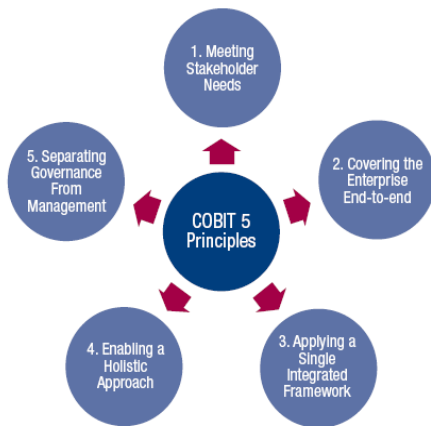 1. Meeting
Stakeholder
Needs
2. Covering the
Enterprise
End-to-end
3. Applying a
Single
Integrated
Framework
4. Enabling a
Holistic
Approach
5. Separating
Governance
From
Management
COBIT 5
Principles